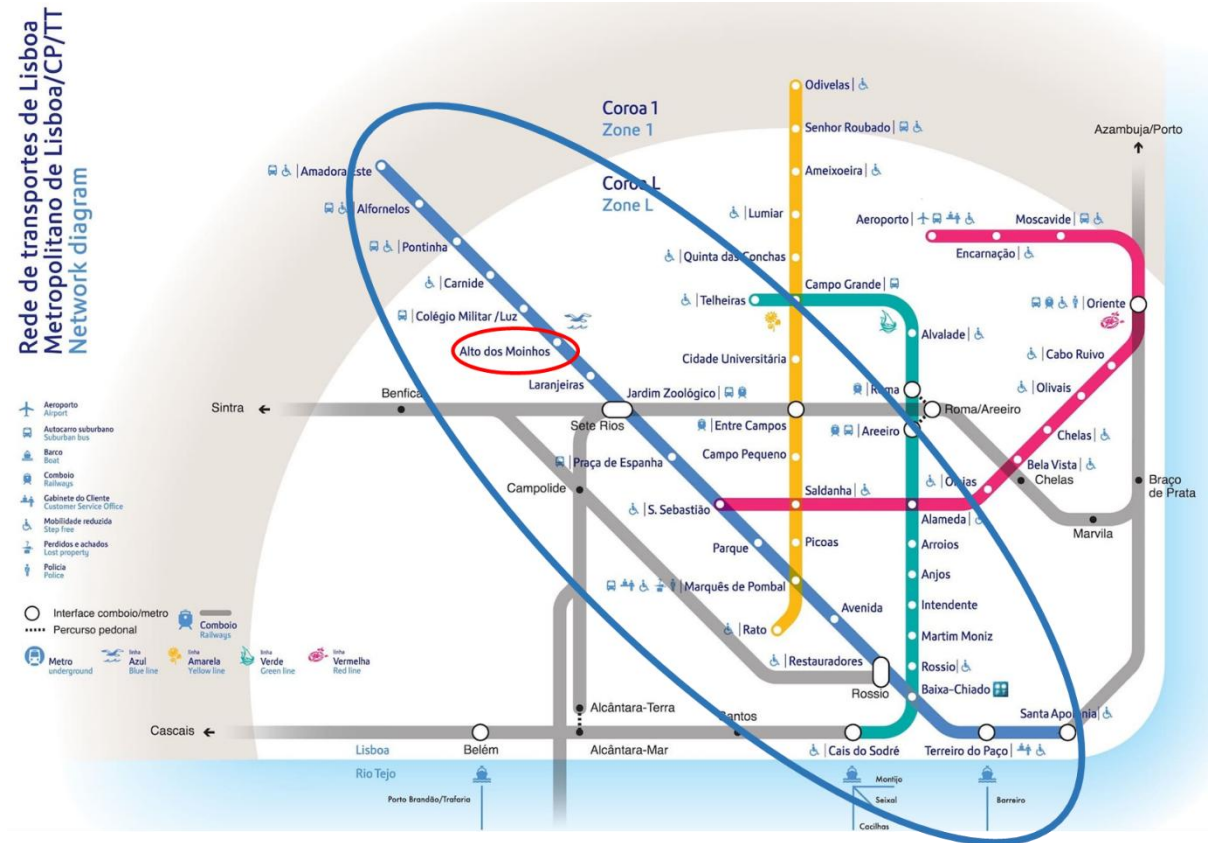 Rede de transportes de Lisboa
Metropolitano de Lisboa/CP/TT
Network diagram
Coroa 1
Zone 1
Coroa L
Zone L
Odivelas
Senhor Roubado
Ameixoeira
Lumiar
Quinta das Conchas
Campo Grande
Telheiras
Cidade Universitária
Entre Campos
Campo Pequeno
Saldanha
Picoas
Marquês de Pombal
Rato
Azambuja/Porto
Aeroporto
Moscavide
Encarnação
Oriente
Cabo Ruivo
Olivais
Chelas
Bela Vista
Chelas
Olaias
Alameda
Braço
de Prata
Marvila
Alvalade
Roma
Roma/Areeiro
Areeiro
Arroios
Anjos
Intendente
Martim Moniz
Rossio
Baixa-Chiado
Cais do Sodré
Amadora Este
Alfornelos
Pontinha
Carnide
Colégio Militar /Luz
Alto dos Moinhos
Laranjeiras
Jardim Zoológico
Sete Rios
Praça de Espanha
S. Sebastião
Parque
Avenida
Restauradores
Rossio
Terreiro do Paço
Santa Apolónia
Sintra
Benfica
Campolide
Alcântara-Terra
Alcântara-Mar
Santos
Cascais
Belém
Lisboa
Rio Tejo
Porto Brandão/Trafaria
Montijo
Seixal
Cacilhas
Barreiro
Aeroporto
Airport
Autocarro suburbano
Suburban bus
Barco
Boat
Comboio
Railways
Gabinete do Cliente
Customer Service Office
Mobilidade reduzida
Step free
Perdidos e achados
Lost property
Polícia
Police
Interface comboio/metro
Percurso pedonal
Comboio
Railways
Metro
underground
linha
Azul
Blue line
linha
Amarela
Yellow line
linha
Verde
Green line
linha
Vermelha
Red line